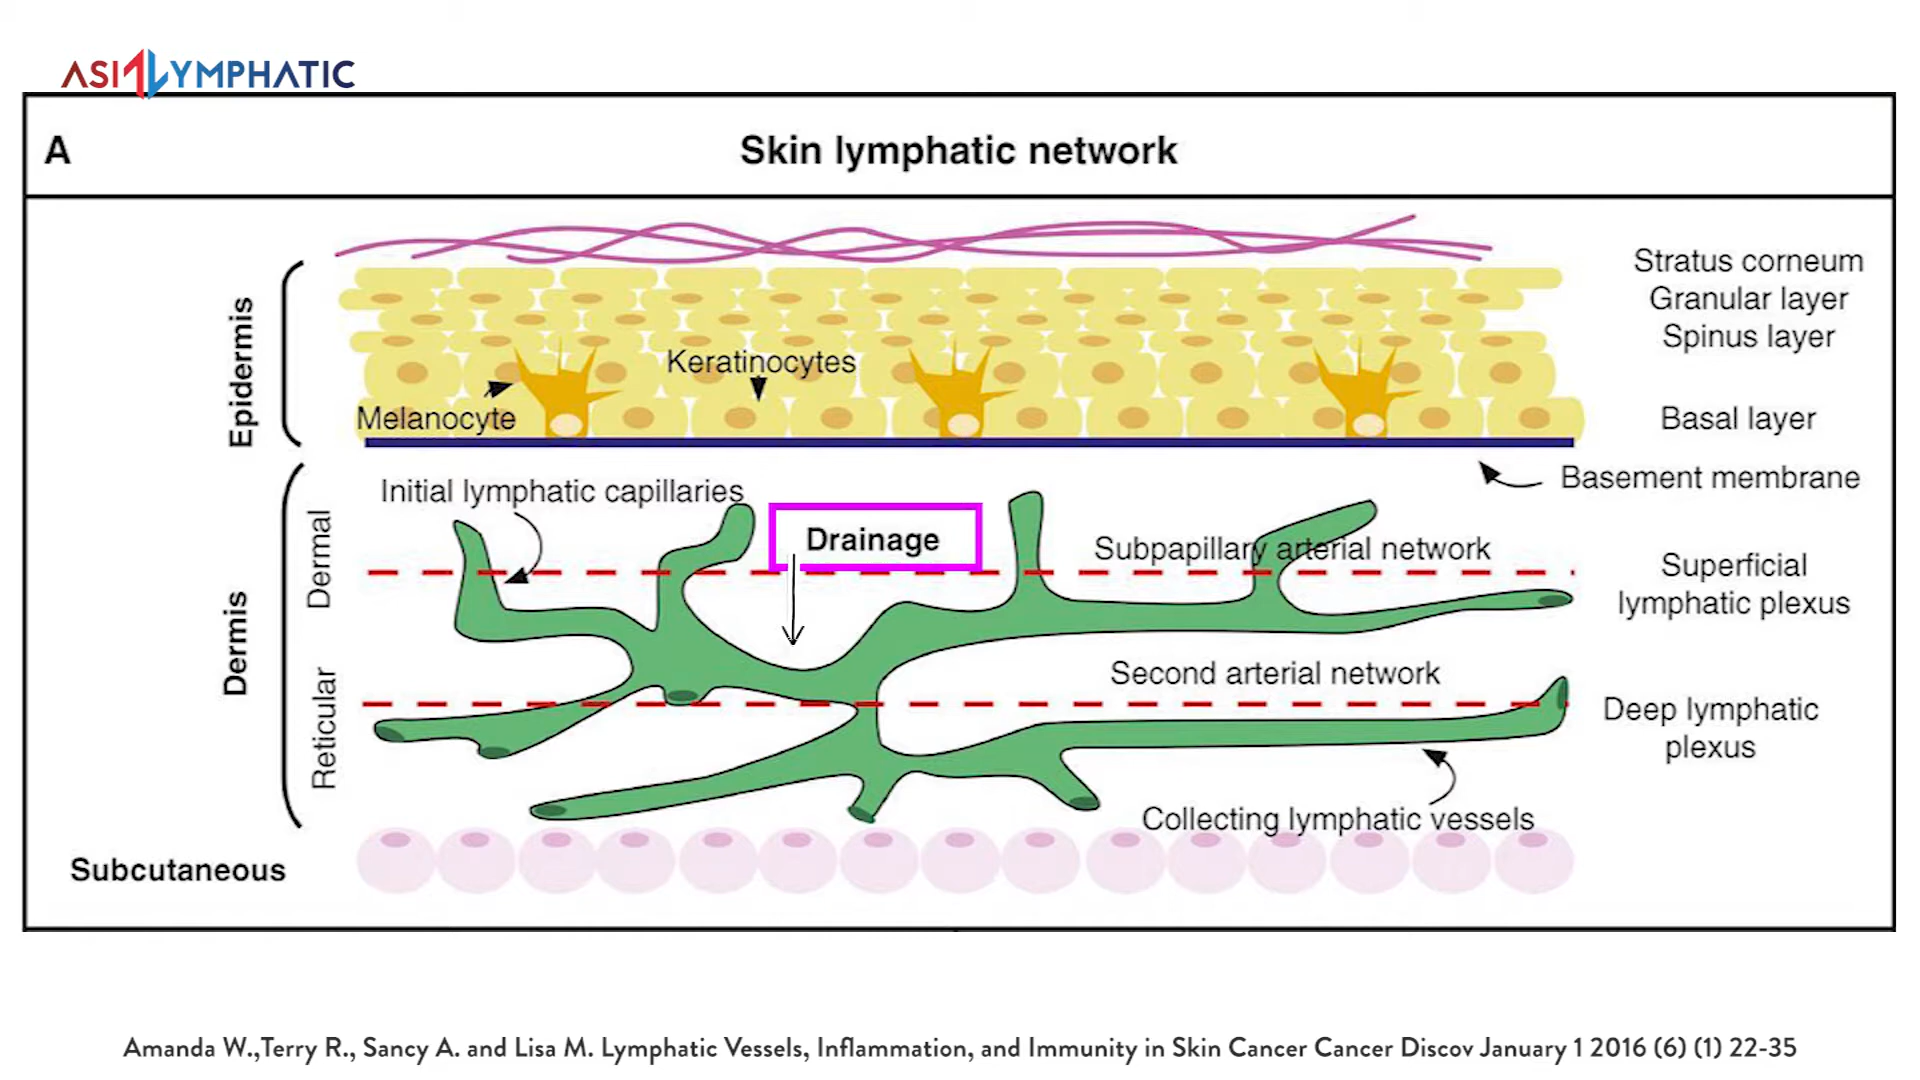 ASIALYMPHATIC
A
Skin lymphatic network
Epidermis
Stratus corneum
Granular layer
Spinus layer
Keratinocytes
Melanocyte
Basal layer
Basement membrane
Dermis
Dermal
Initial lymphatic capillaries
Drainage
Subpapillary arterial network
Superficial
lymphatic plexus
Reticular
Second arterial network
Deep lymphatic
plexus
Collecting lymphatic vessels
Subcutaneous
Amanda W.,Terry R., Sancy A. and Lisa M. Lymphatic Vessels, Inflammation, and Immunity in Skin Cancer Cancer Discov January 1 2016 (6) (1) 22-35